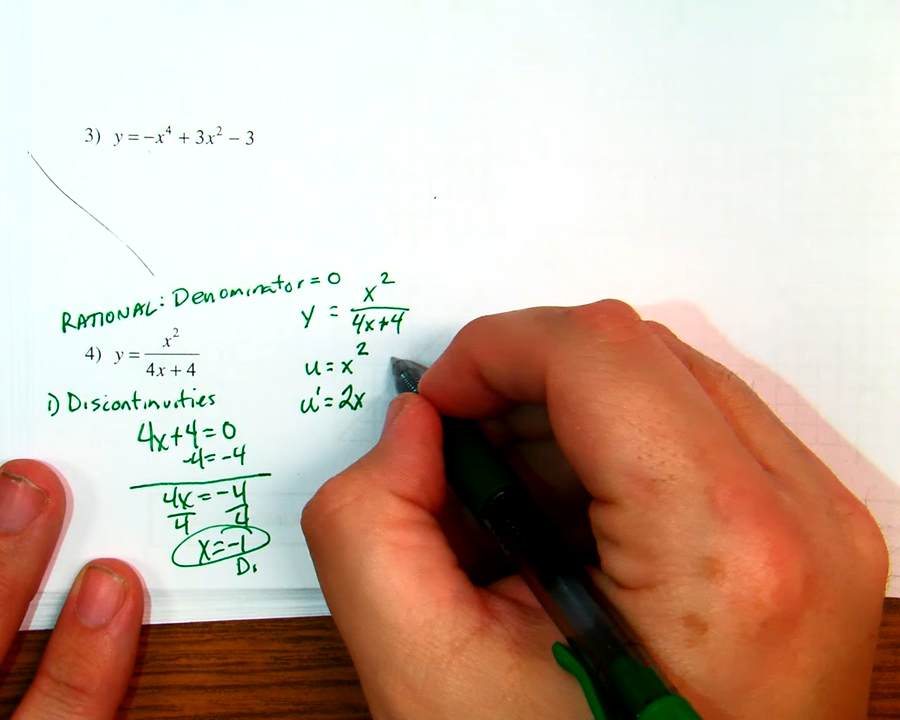 3) y = −x⁴ + 3x² − 3
RATIONAL: Denominator = 0
4) y = x²/(4x + 4)
1) Discontinuities
4x+4=0
-4=-4
4x/4 = -4/4
x=-1
D.
y = x²/(4x+4)
u = x²
u' = 2x